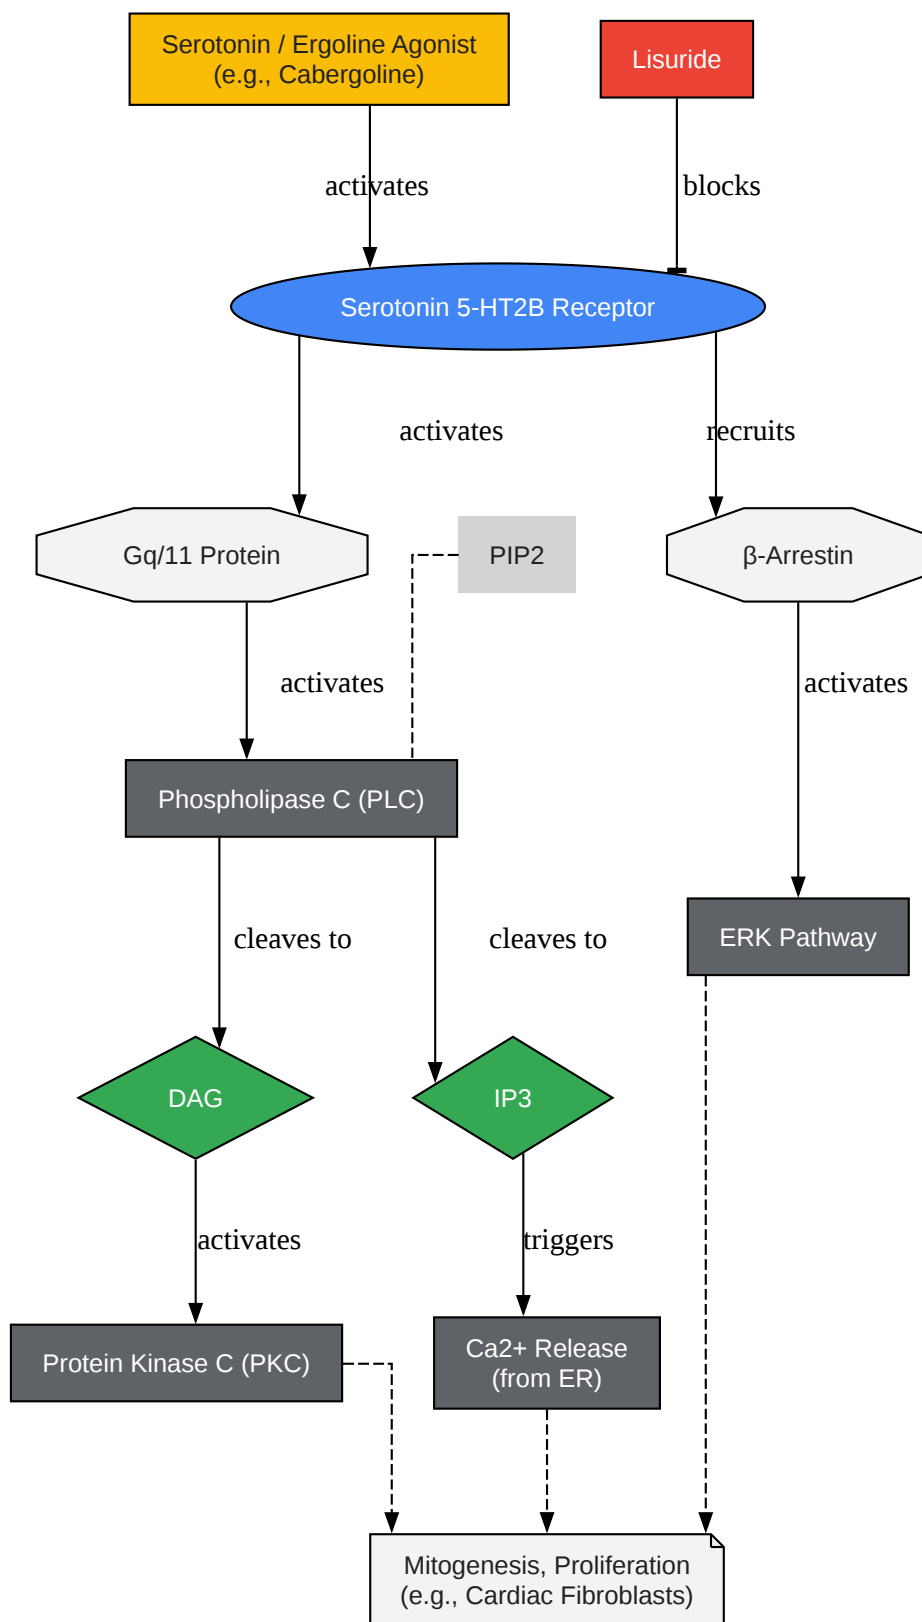 Serotonin / Ergoline Agonist
(e.g., Cabergoline)
Lisuride
activates
blocks
Serotonin 5-HT2B Receptor
activates
recruits
Gq/11 Protein
PIP2
β-Arrestin
activates
activates
Phospholipase C (PLC)
cleaves to
cleaves to
ERK Pathway
DAG
IP3
activates
triggers
Protein Kinase C (PKC)
Ca2+ Release
(from ER)
Mitogenesis, Proliferation
(e.g., Cardiac Fibroblasts)